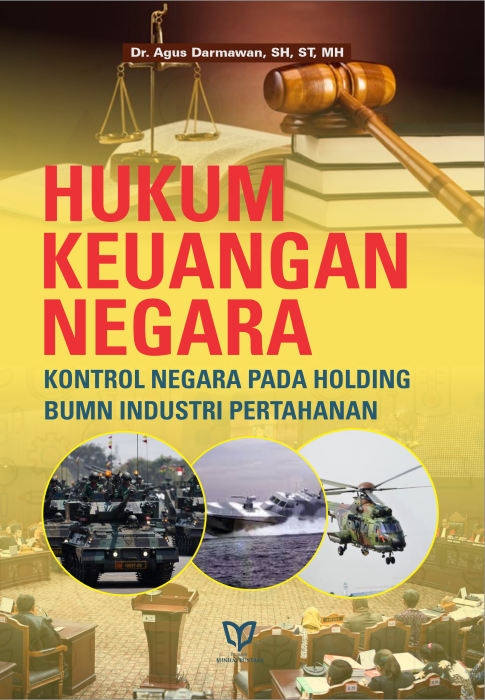 Dr. Agus Darmawan, SH, ST, MH
HUKUM
KEUANGAN
NEGARA
KONTROL NEGARA PADA HOLDING
BUMN INDUSTRI PERTAHANAN